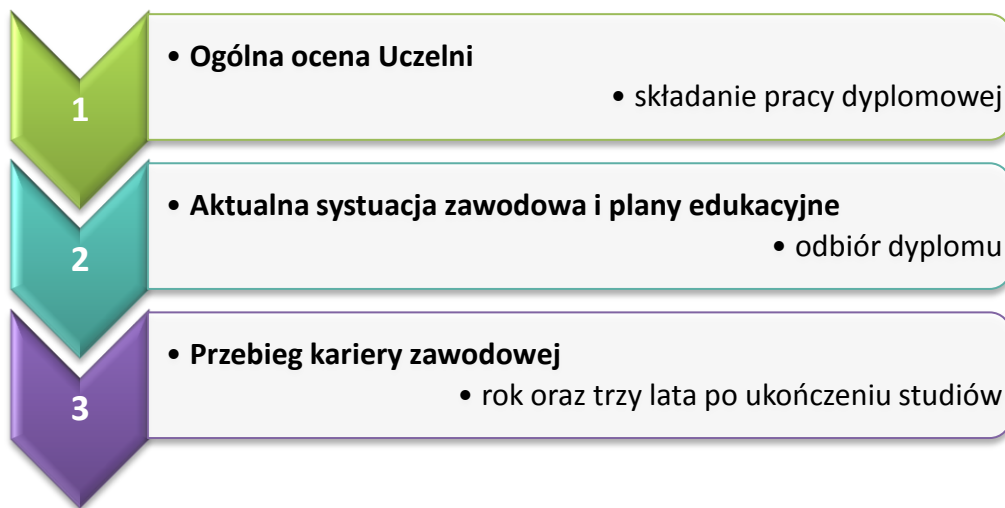 1
• Ogólna ocena Uczelni
• składanie pracy dyplomowej
2
• Aktualna systuacja zawodowa i plany edukacyjne
• odbiór dyplomu
3
• Przebieg kariery zawodowej
• rok oraz trzy lata po ukończeniu studiów